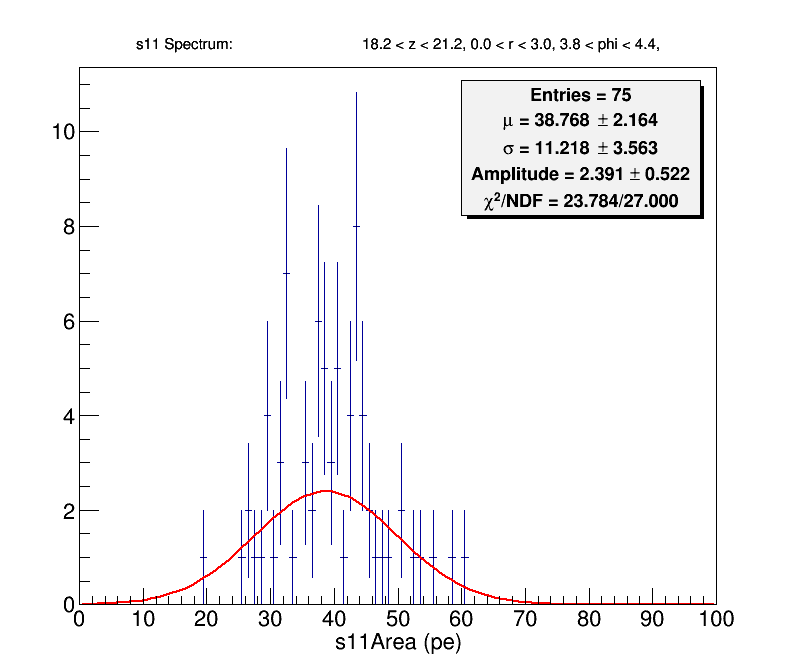 s11 Spectrum: 18.2 < z < 21.2, 0.0 < r < 3.0, 3.8 < phi < 4.4,
Entries = 75
μ = 38.768 ± 2.164
σ = 11.218 ± 3.563
Amplitude = 2.391 ± 0.522
χ²/NDF = 23.784/27.000
10
8
6
4
2
0
0 10 20 30 40 50 60 70 80 90 100
s11Area (pe)